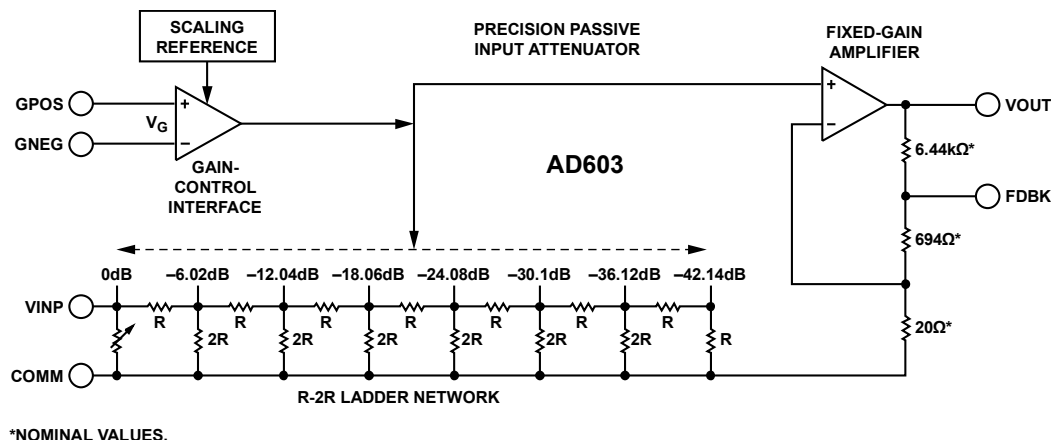 SCALING
REFERENCE
PRECISION PASSIVE
INPUT ATTENUATOR
FIXED-GAIN
AMPLIFIER
GPOS
VG
GNEG
+
–
GAIN-
CONTROL
INTERFACE
AD603
+
–
VOUT
6.44kΩ*
FDBK
694Ω*
20Ω*
0dB –6.02dB –12.04dB –18.06dB –24.08dB –30.1dB –36.12dB –42.14dB
VINP
R R R R R R R
2R 2R 2R 2R 2R 2R R
COMM
R-2R LADDER NETWORK
*NOMINAL VALUES.